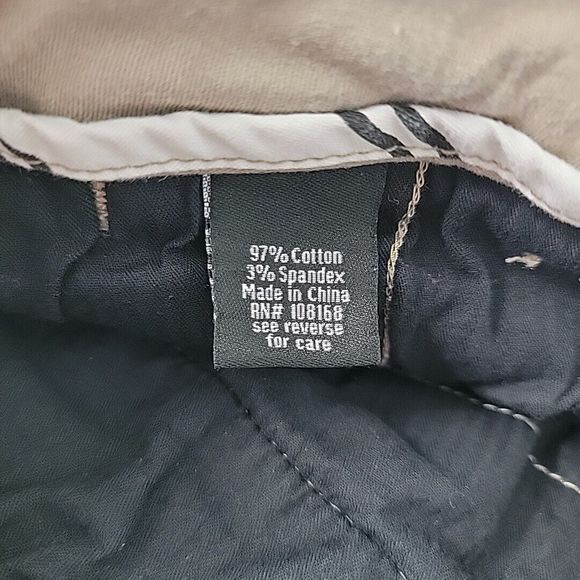 97% Cotton
3% Spandex
Made in China
RN# 108168
see reverse
for care